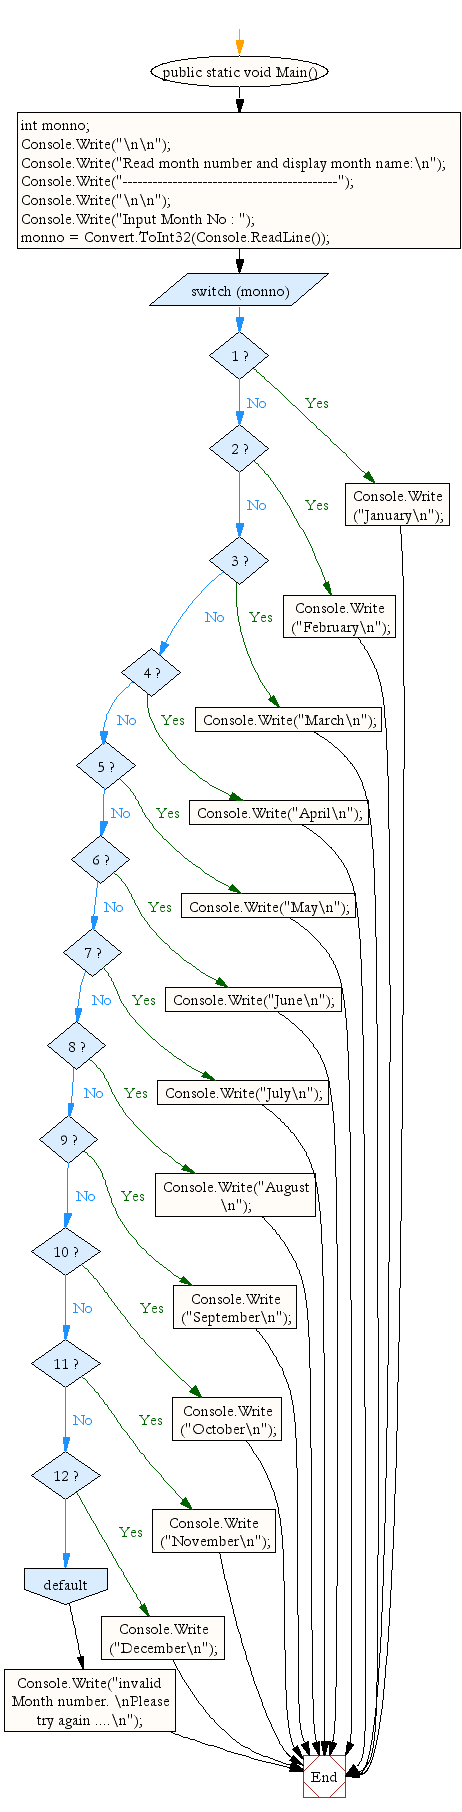 public static void Main()
int monno;
Console.Write("\n\n");
Console.Write("Read month number and display month name:\n");
Console.Write("-------------------------------------------");
Console.Write("\n\n");
Console.Write("Input Month No : ");
monno = Convert.ToInt32(Console.ReadLine());
switch (monno)
1 ?
No
Yes
2 ?
Console.Write
("January\n");
No
Yes
3 ?
Console.Write
("February\n");
No
Yes
4 ?
Console.Write("March\n");
No
Yes
5 ?
Console.Write("April\n");
No
Yes
6 ?
Console.Write("May\n");
No
Yes
7 ?
Console.Write("June\n");
No
Yes
8 ?
Console.Write("July\n");
No
Yes
9 ?
Console.Write("August
\n");
No
Yes
10 ?
Console.Write
("September\n");
No
Yes
11 ?
Console.Write
("October\n");
No
Yes
12 ?
Console.Write
("November\n");
Yes
default
Console.Write
("December\n");
Console.Write("invalid
Month number. \nPlease
try again ....\n");
End